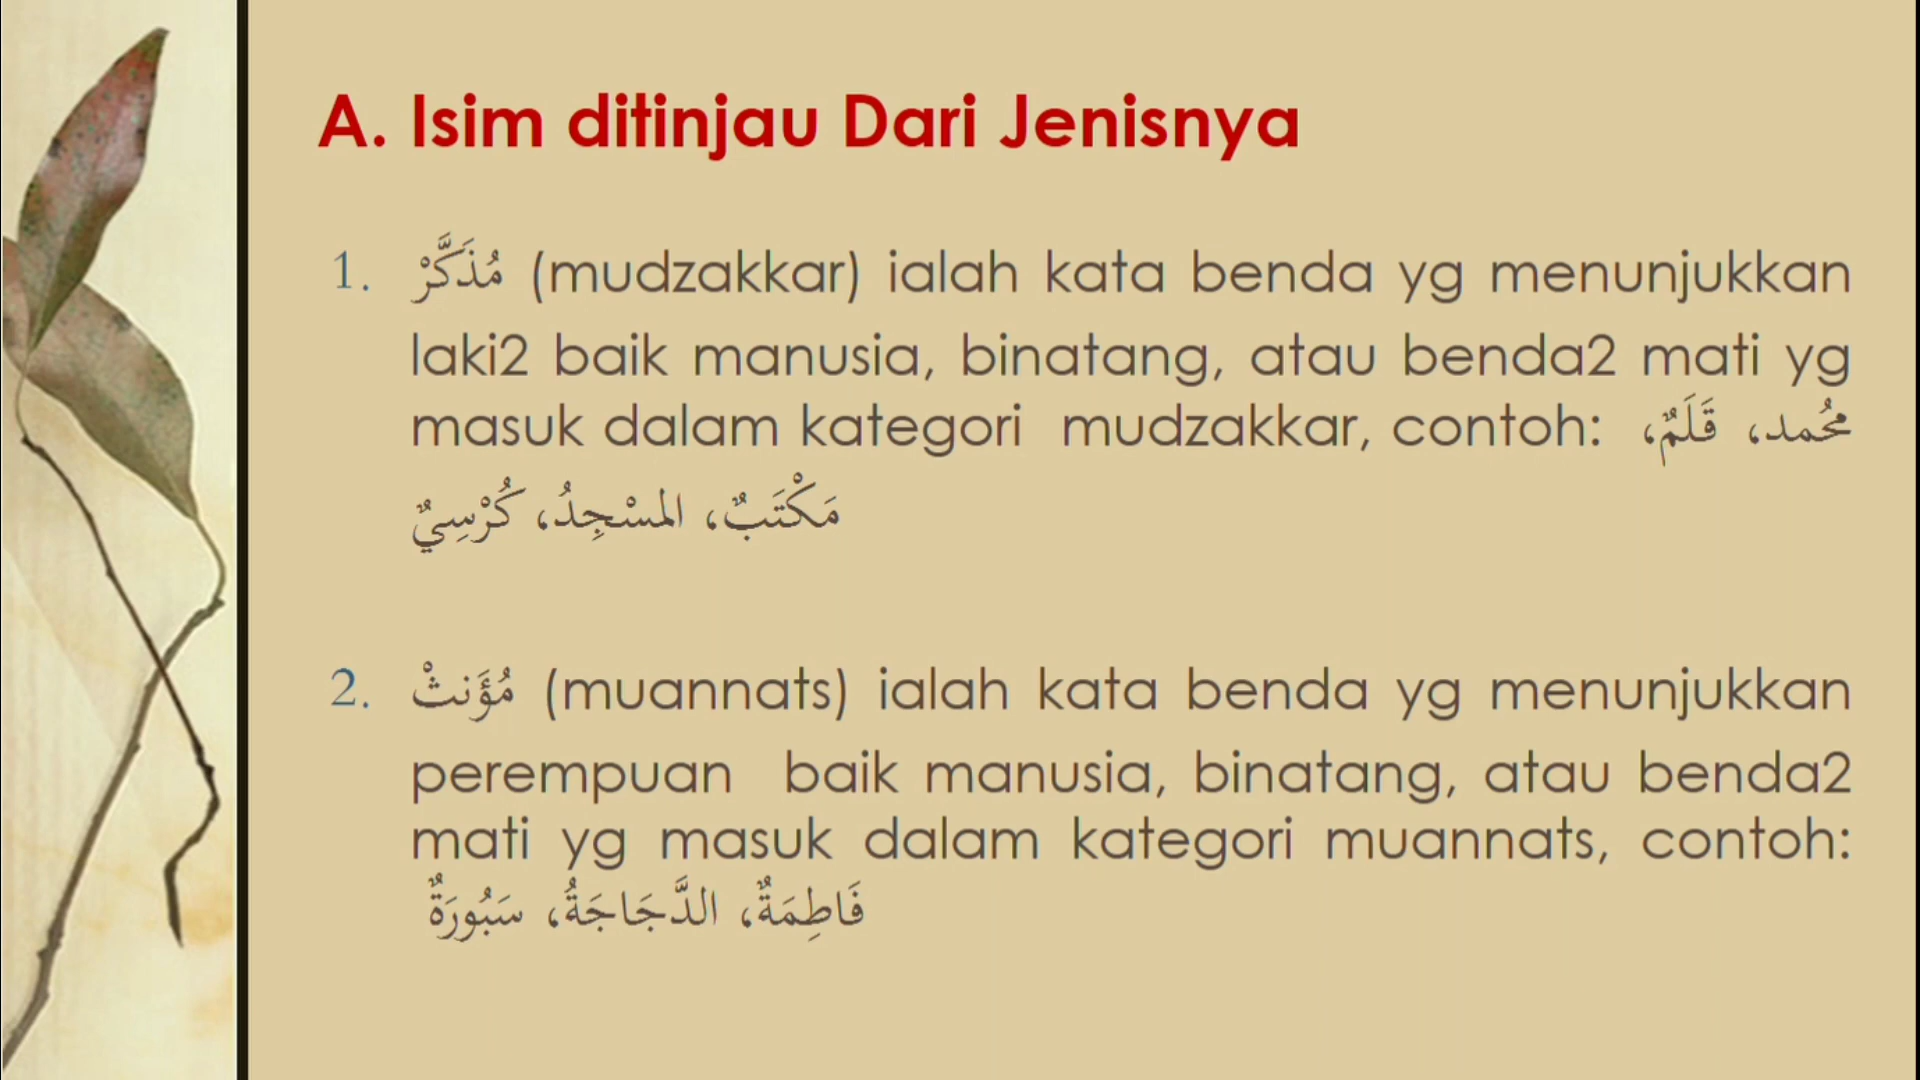 A. Isim ditinjau Dari Jenisnya
1. مُذَكَّرْ (mudzakkar) ialah kata benda yg menunjukkan
laki2 baik manusia, binatang, atau benda2 mati yg
masuk dalam kategori mudzakkar, contoh: محُمد، قَلَمٌ،
مَكْتَبٌ، المسْجِدُ، كُرْسِيٌ
2. مُؤَنثْ (muannats) ialah kata benda yg menunjukkan
perempuan baik manusia, binatang, atau benda2
mati yg masuk dalam kategori muannats, contoh:
فَاطِمَةٌ، الدَّجَاجَةُ، سَبُورَةٌ